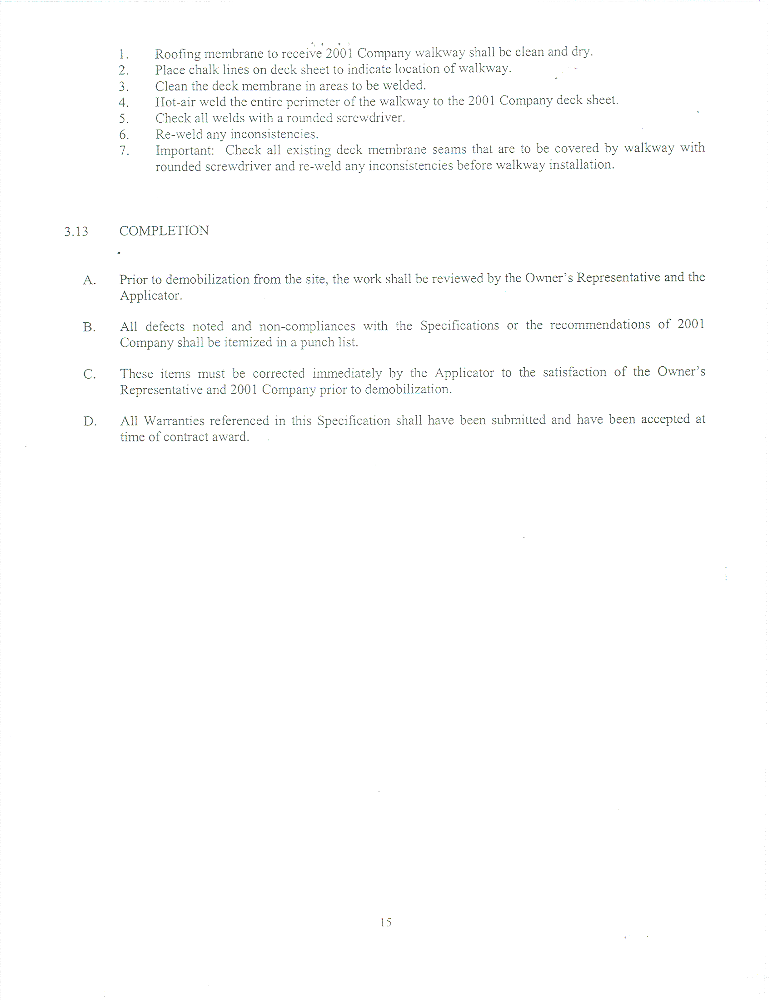 1. Roofing membrane to receive 2001 Company walkway shall be clean and dry.
2. Place chalk lines on deck sheet to indicate location of walkway.
3. Clean the deck membrane in areas to be welded.
4. Hot-air weld the entire perimeter of the walkway to the 2001 Company deck sheet.
5. Check all welds with a rounded screwdriver.
6. Re-weld any inconsistencies.
7. Important: Check all existing deck membrane seams that are to be covered by walkway with
rounded screwdriver and re-weld any inconsistencies before walkway installation.
3.13 COMPLETION
A. Prior to demobilization from the site, the work shall be reviewed by the Owner's Representative and the
Applicator.
B. All defects noted and non-compliances with the Specifications or the recommendations of 2001
Company shall be itemized in a punch list.
C. These items must be corrected immediately by the Applicator to the satisfaction of the Owner's
Representative and 2001 Company prior to demobilization.
D. All Warranties referenced in this Specification shall have been submitted and have been accepted at
time of contract award.
15